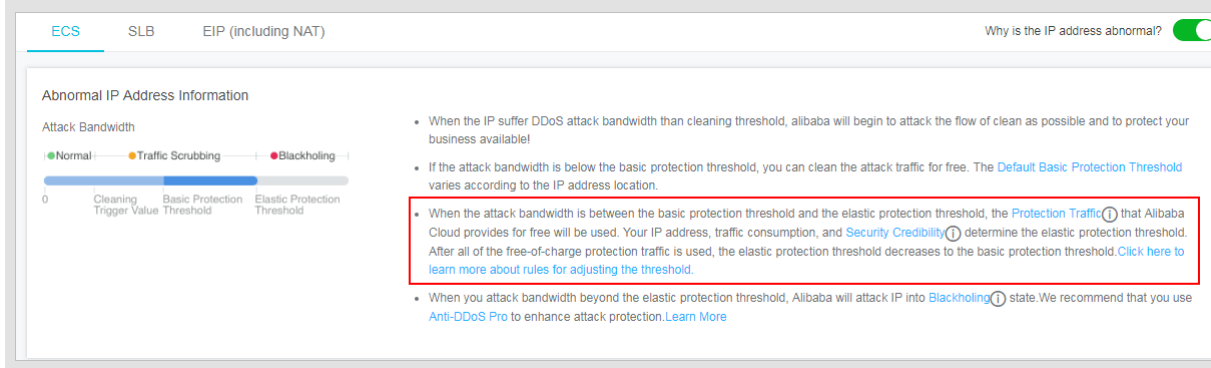 ECS SLB EIP (including NAT) Why is the IP address abnormal?
Abnormal IP Address Information
Attack Bandwidth
Normal Traffic Scrubbing Blackholing
0 Cleaning Trigger Value Basic Protection Threshold Elastic Protection Threshold
• When the IP suffer DDoS attack bandwidth than cleaning threshold, alibaba will begin to attack the flow of clean as possible and to protect your
business available!
• If the attack bandwidth is below the basic protection threshold, you can clean the attack traffic for free. The Default Basic Protection Threshold
varies according to the IP address location.
• When the attack bandwidth is between the basic protection threshold and the elastic protection threshold, the Protection Traffic that Alibaba
Cloud provides for free will be used. Your IP address, traffic consumption, and Security Credibility determine the elastic protection threshold.
After all of the free-of-charge protection traffic is used, the elastic protection threshold decreases to the basic protection threshold.Click here to
learn more about rules for adjusting the threshold.
• When you attack bandwidth beyond the elastic protection threshold, Alibaba will attack IP into Blackholing state.We recommend that you use
Anti-DDoS Pro to enhance attack protection.Learn More